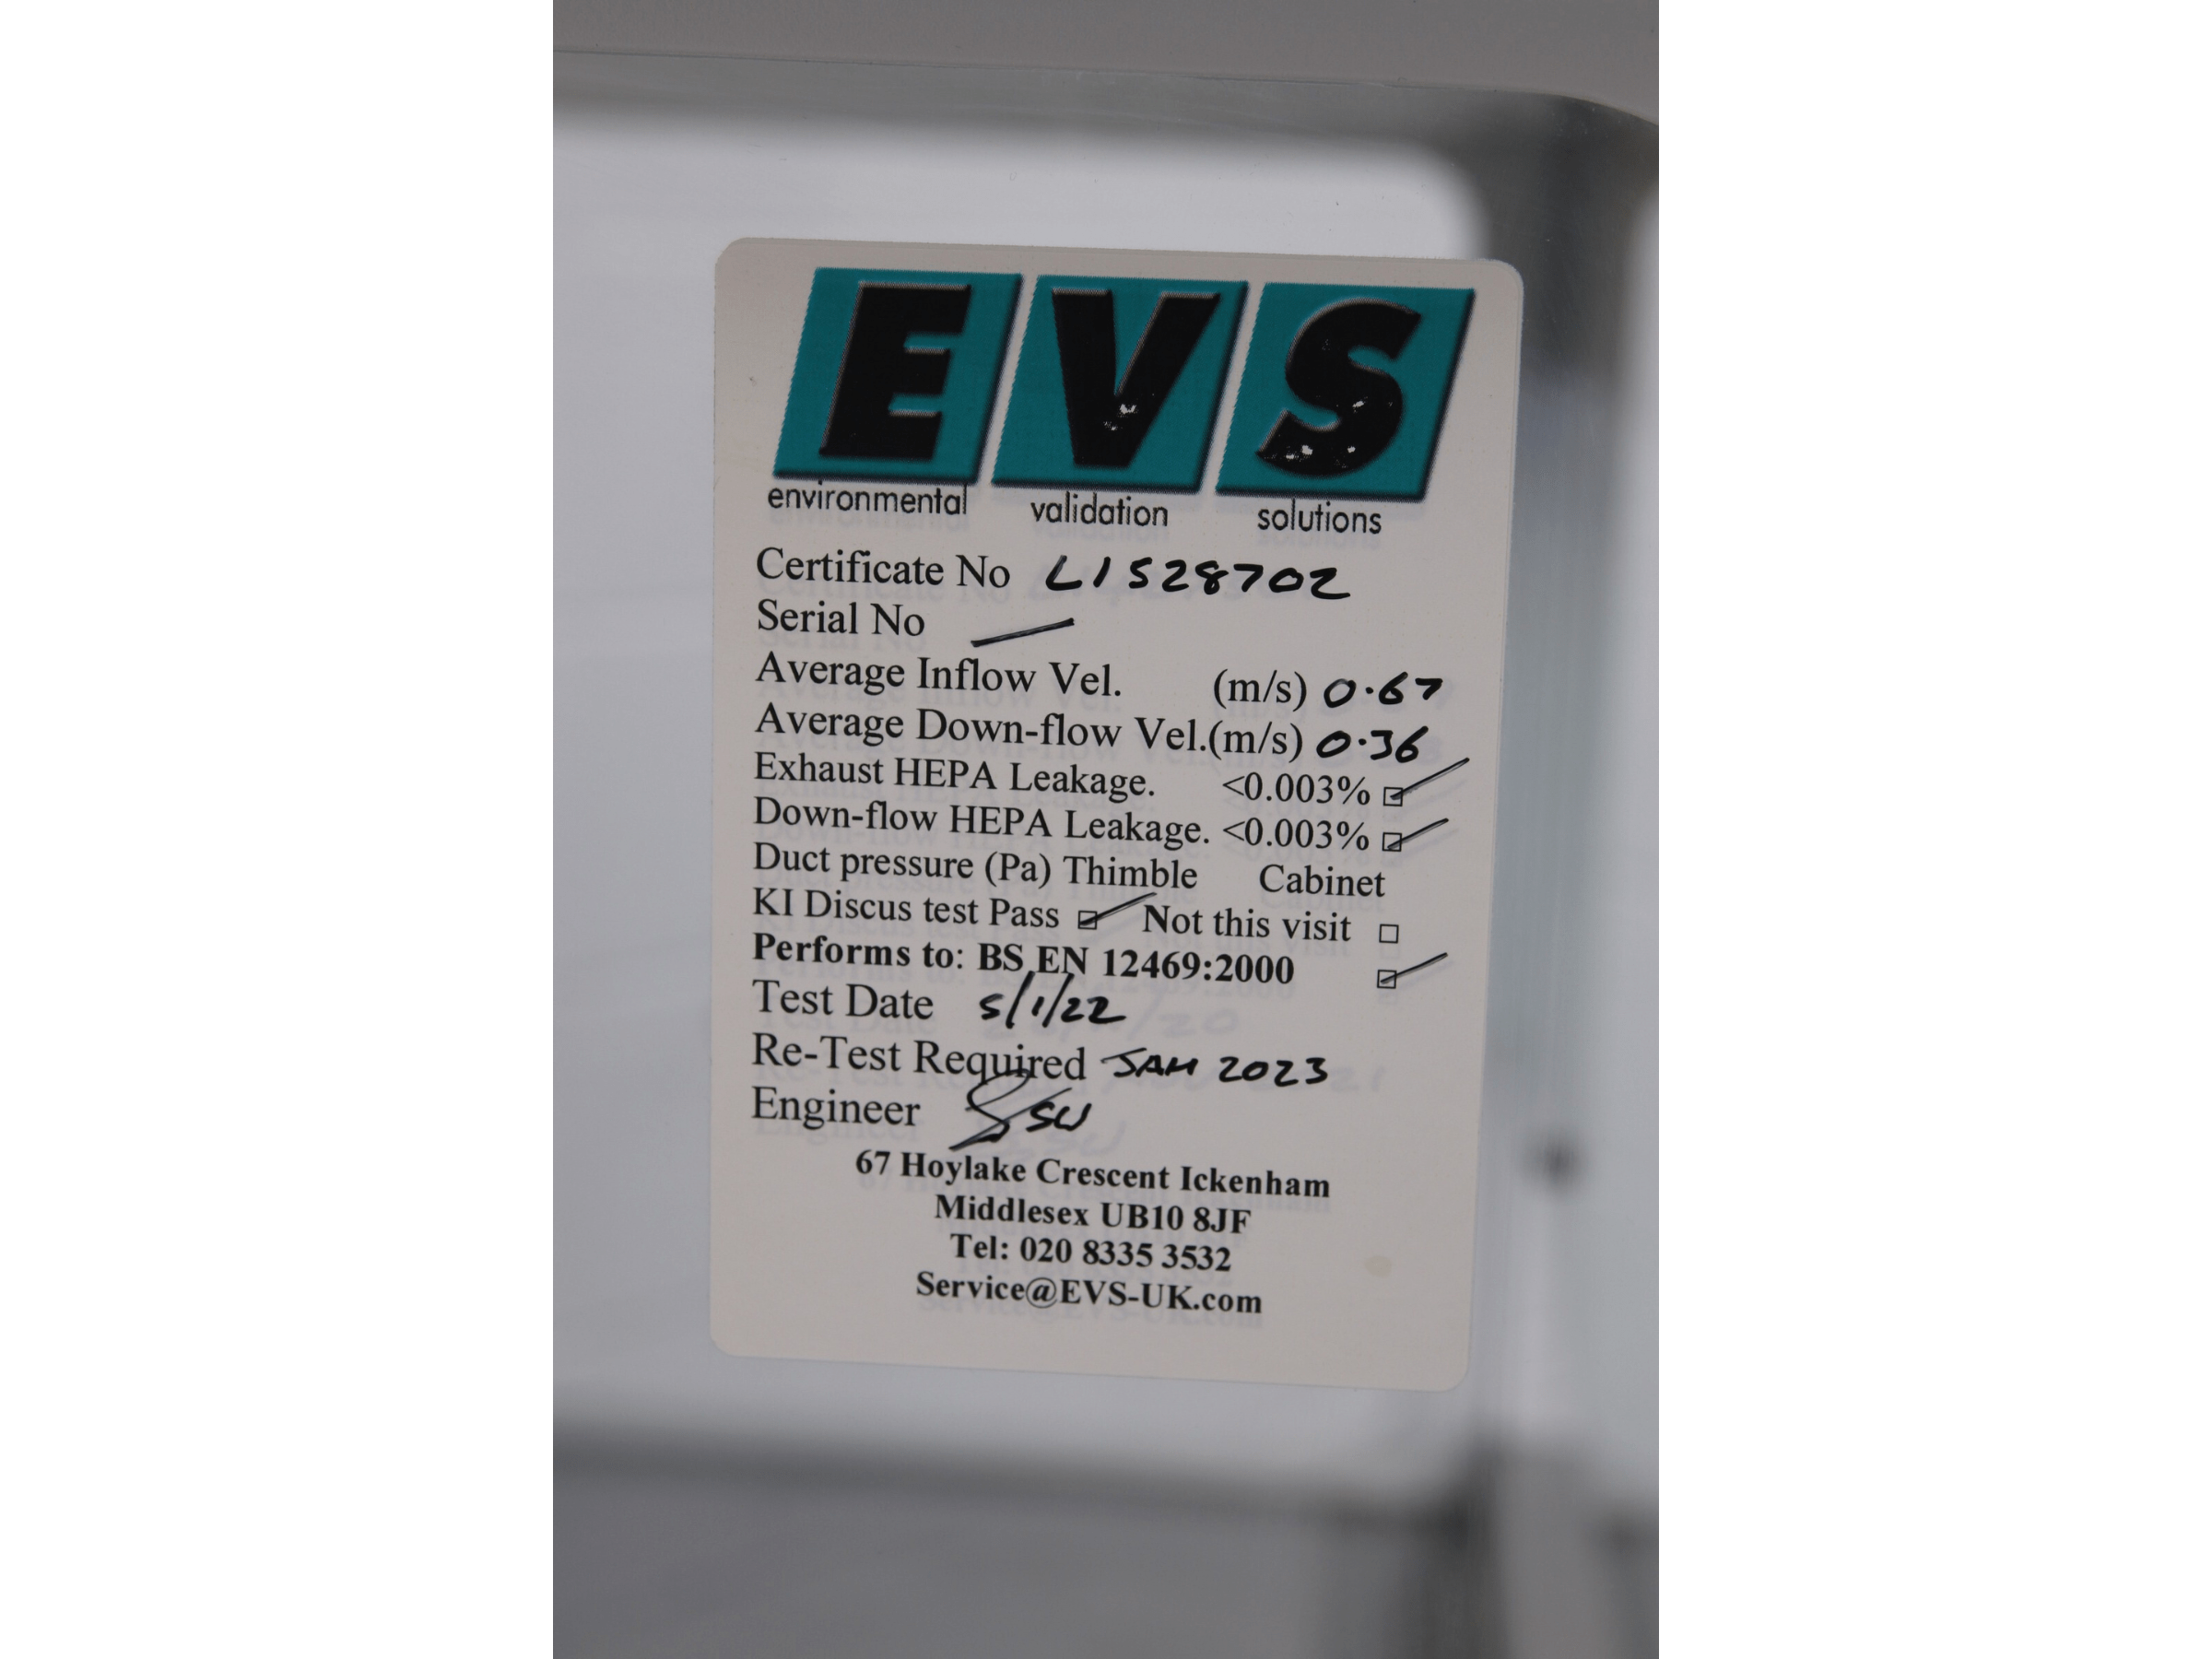 EVS
environmental validation solutions
Certificate No L1528702
Serial No —
Average Inflow Vel. (m/s) 0.67
Average Down-flow Vel.(m/s) 0.36
Exhaust HEPA Leakage. <0.003% ☑
Down-flow HEPA Leakage. <0.003% ☑
Duct pressure (Pa) Thimble Cabinet
KI Discus test Pass ☑ Not this visit ☐
Performs to: BS EN 12469:2000 ☑
Test Date 5/1/22
Re-Test Required JAN 2023
Engineer SW
67 Hoylake Crescent Ickenham
Middlesex UB10 8JF
Tel: 020 8335 3532
Service@EVS-UK.com